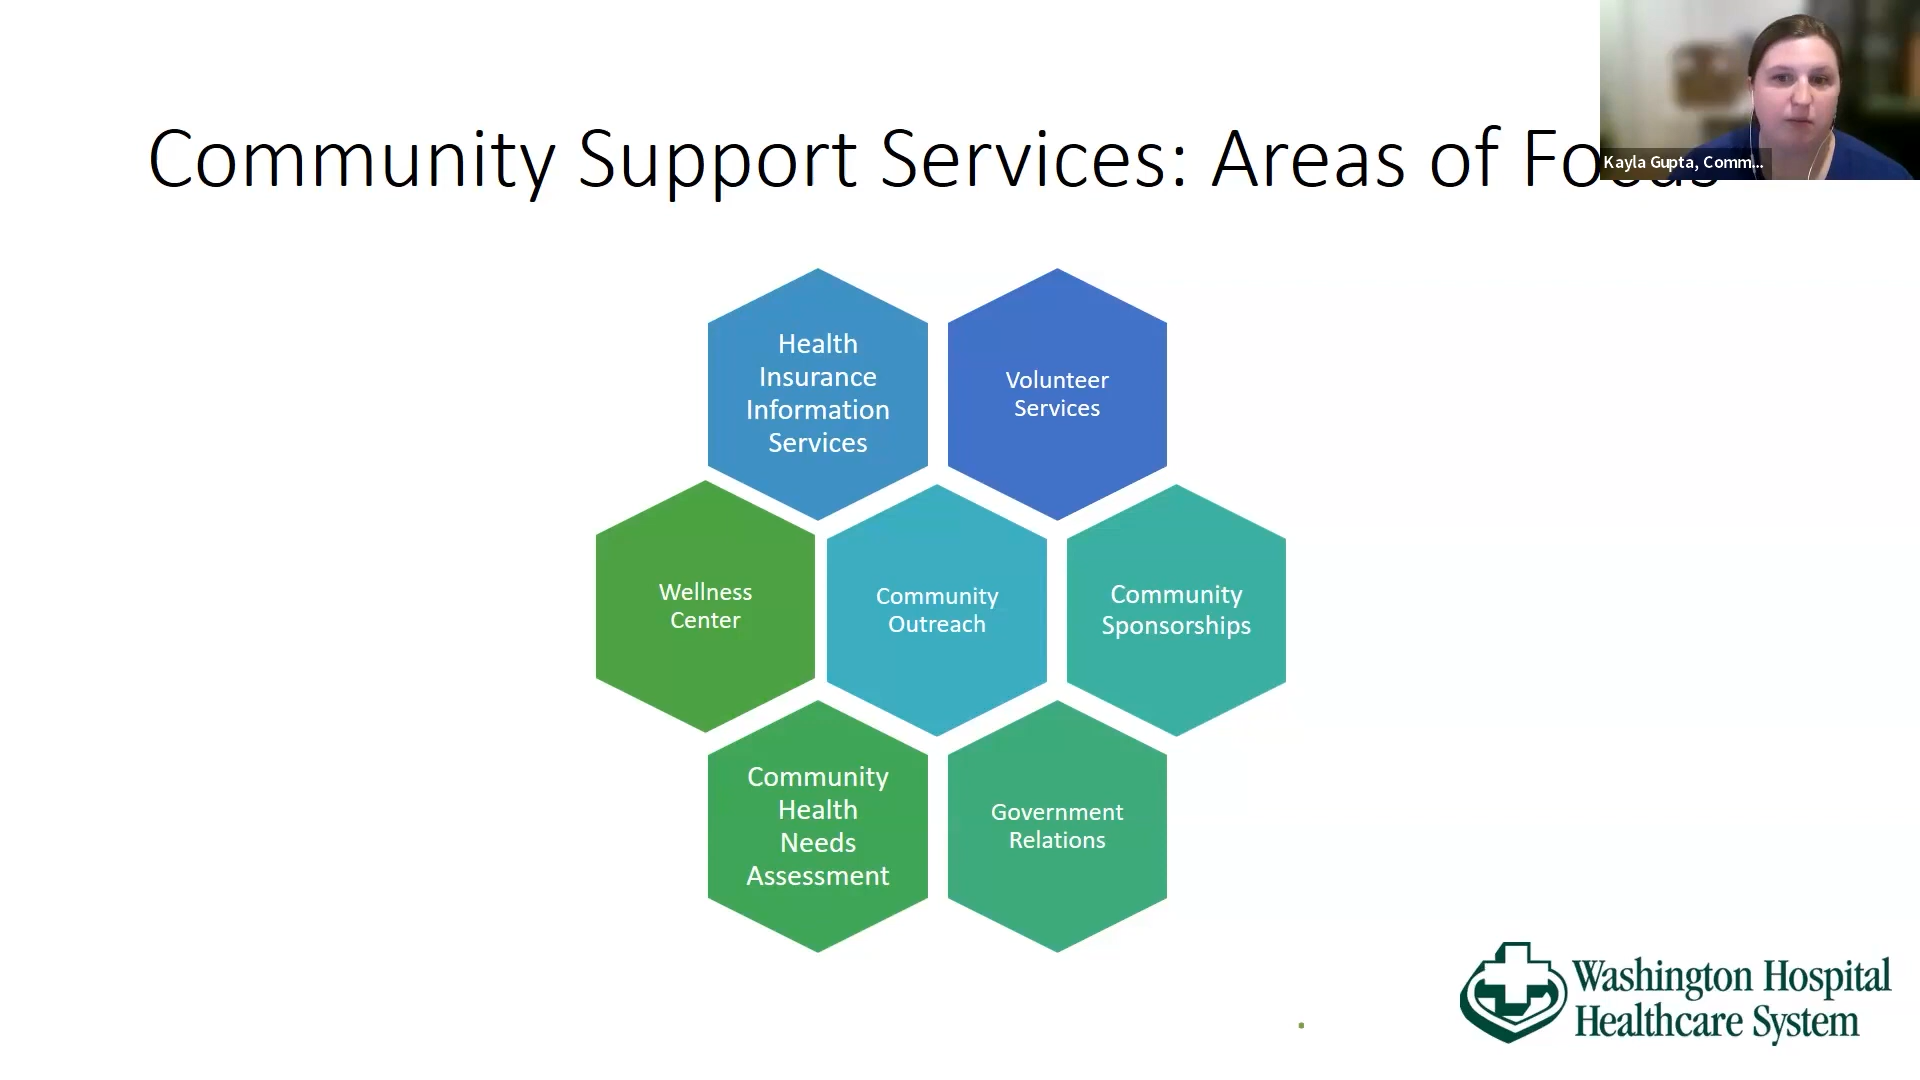 Community Support Services: Areas of
Kayla Gupta, Comm...
Health
Insurance
Information
Services
Volunteer
Services
Wellness
Center
Community
Outreach
Community
Sponsorships
Community
Health
Needs
Assessment
Government
Relations
Washington Hospital
Healthcare System